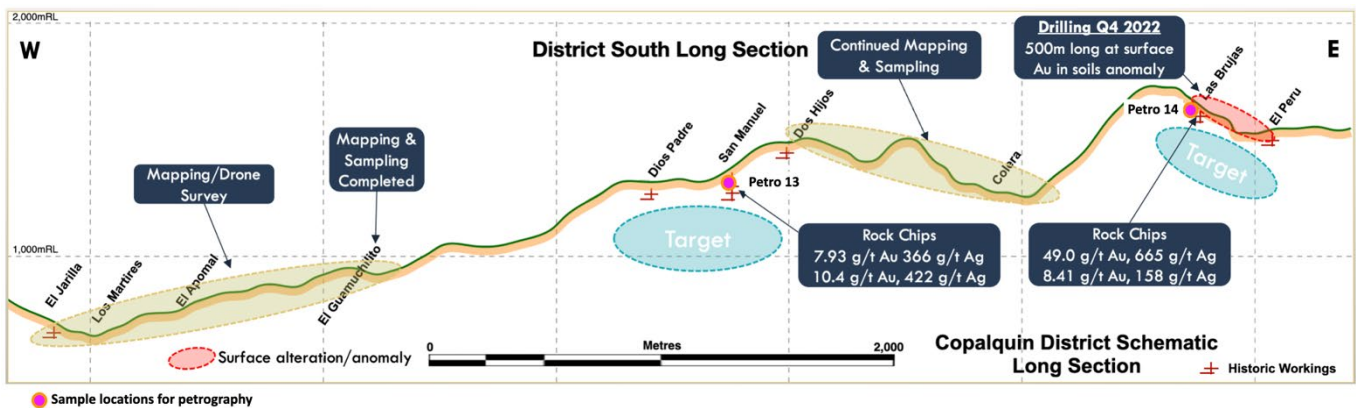 2,000mRL
W
District South Long Section
Continued Mapping
& Sampling
Drilling Q4 2022
500m long at surface
Au in soils anomaly
E
Las Brujas
Petro 14
El Peru
Target
Mapping &
Sampling
Completed
Mapping/Drone
Survey
Dios Padre
San Manuel
Petro 13
Dos Hijos
Colara
Target
Rock Chips
7.93 g/t Au 366 g/t Ag
10.4 g/t Au, 422 g/t Ag
Rock Chips
49.0 g/t Au, 665 g/t Ag
8.41 g/t Au, 158 g/t Ag
1,000mRL
El Jarilla
Los Martires
El Apomal
El Guamuchilito
Surface alteration/anomaly
0
Metres
2,000
Copalquin District Schematic
Long Section
Historic Workings
Sample locations for petrography